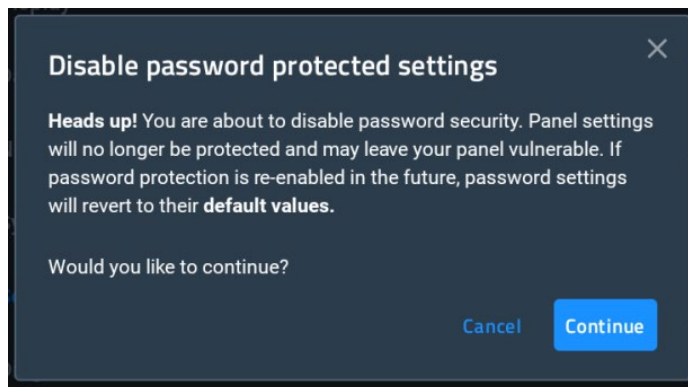 Disable password protected settings
Heads up! You are about to disable password security. Panel settings
will no longer be protected and may leave your panel vulnerable. If
password protection is re-enabled in the future, password settings
will revert to their default values.
Would you like to continue?
Cancel
Continue